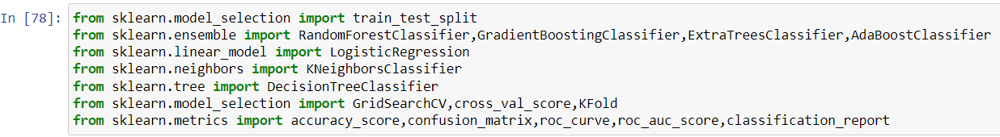 In [78]: from sklearn.model_selection import train_test_split
from sklearn.ensemble import RandomForestClassifier,GradientBoostingClassifier,ExtraTreesClassifier,AdaBoostClassifier
from sklearn.linear_model import LogisticRegression
from sklearn.neighbors import KNeighborsClassifier
from sklearn.tree import DecisionTreeClassifier
from sklearn.model_selection import GridSearchCV,cross_val_score,KFold
from sklearn.metrics import accuracy_score,confusion_matrix,roc_curve,roc_auc_score,classification_report